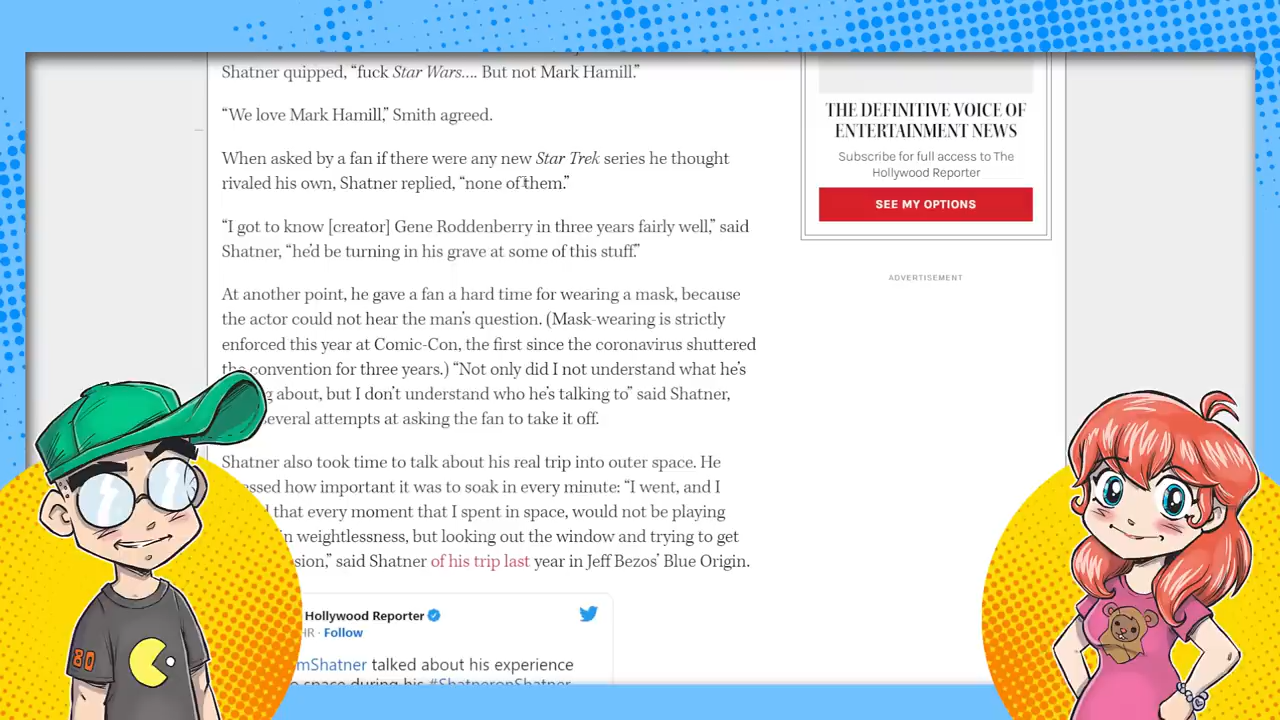 Shatner quipped, “fuck Star Wars…. But not Mark Hamill.”
“We love Mark Hamill,” Smith agreed.
When asked by a fan if there were any new Star Trek series he thought
rivaled his own, Shatner replied, “none of them.”
“I got to know [creator] Gene Roddenberry in three years fairly well,” said
Shatner, “he’d be turning in his grave at some of this stuff.”
At another point, he gave a fan a hard time for wearing a mask, because
the actor could not hear the man’s question. (Mask-wearing is strictly
enforced this year at Comic-Con, the first since the coronavirus shuttered
the convention for three years.) “Not only did I not understand what he’s
about, but I don’t understand who he’s talking to” said Shatner,
several attempts at asking the fan to take it off.
Shatner also took time to talk about his real trip into outer space. He
how important it was to soak in every minute: “I went, and I
that every moment that I spent in space, would not be playing
in weightlessness, but looking out the window and trying to get
said Shatner of his trip last year in Jeff Bezos’ Blue Origin.
Hollywood Reporter
Follow
mShatner talked about his experience
space during his #ShatneronShatner
THE DEFINITIVE VOICE OF
ENTERTAINMENT NEWS
Subscribe for full access to The
Hollywood Reporter
SEE MY OPTIONS
ADVERTISEMENT
80